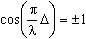 cos(π/λ Δ) = ±1